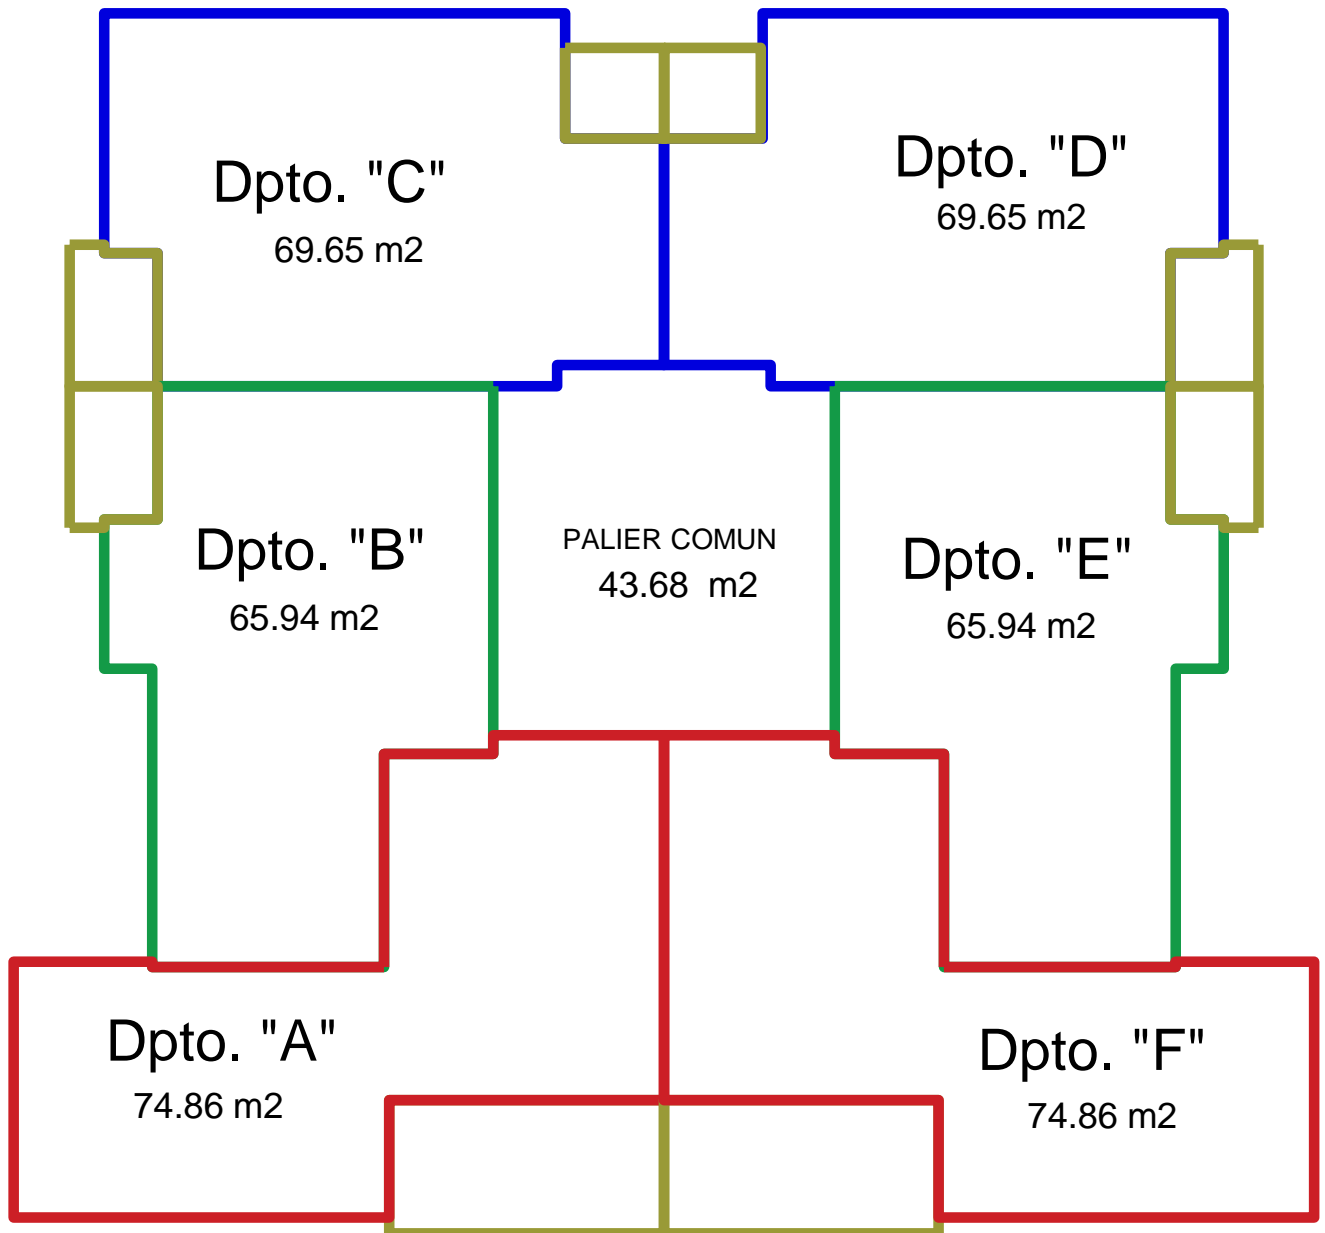 Dpto. "C"
69.65 m2
Dpto. "D"
69.65 m2
Dpto. "B"
65.94 m2
PALIER COMUN
43.68 m2
Dpto. "E"
65.94 m2
Dpto. "A"
74.86 m2
Dpto. "F"
74.86 m2